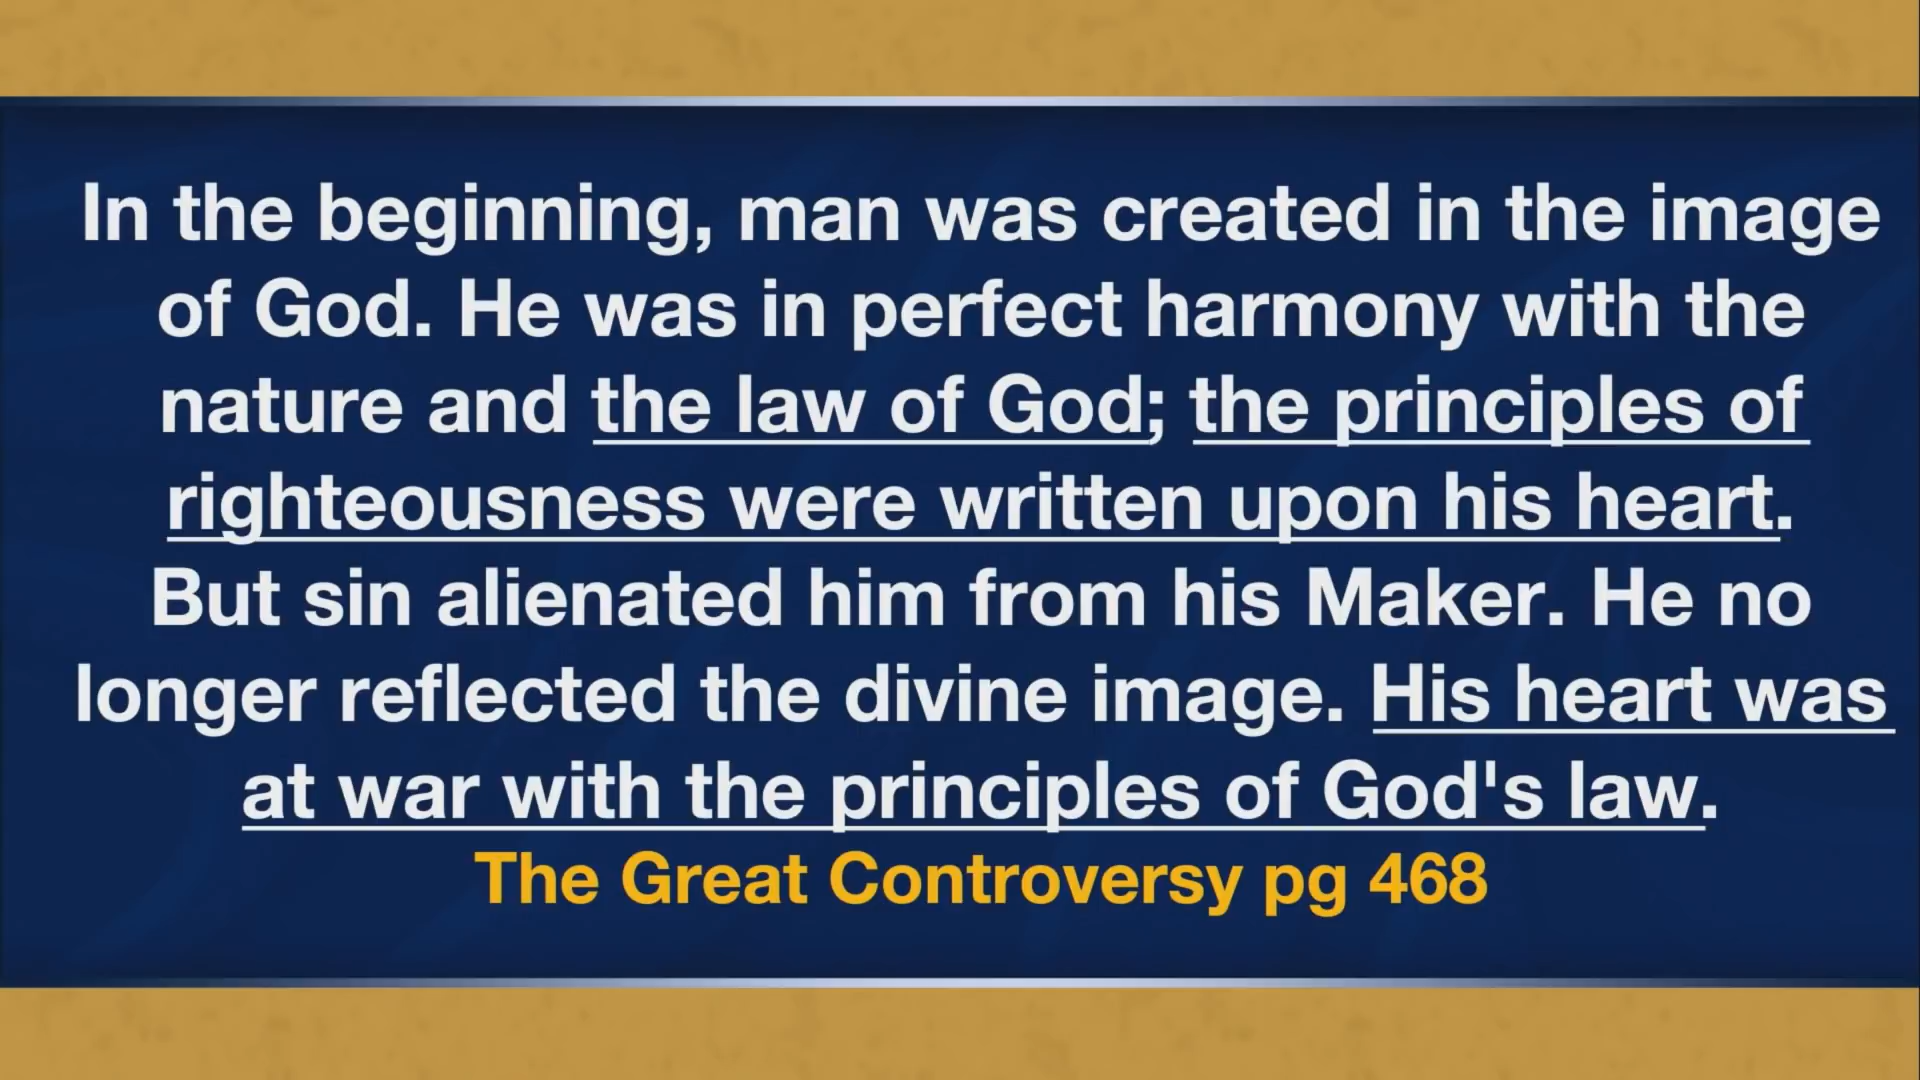 In the beginning, man was created in the image
of God. He was in perfect harmony with the
nature and the law of God; the principles of
righteousness were written upon his heart.
But sin alienated him from his Maker. He no
longer reflected the divine image. His heart was
at war with the principles of God's law.
The Great Controversy pg 468